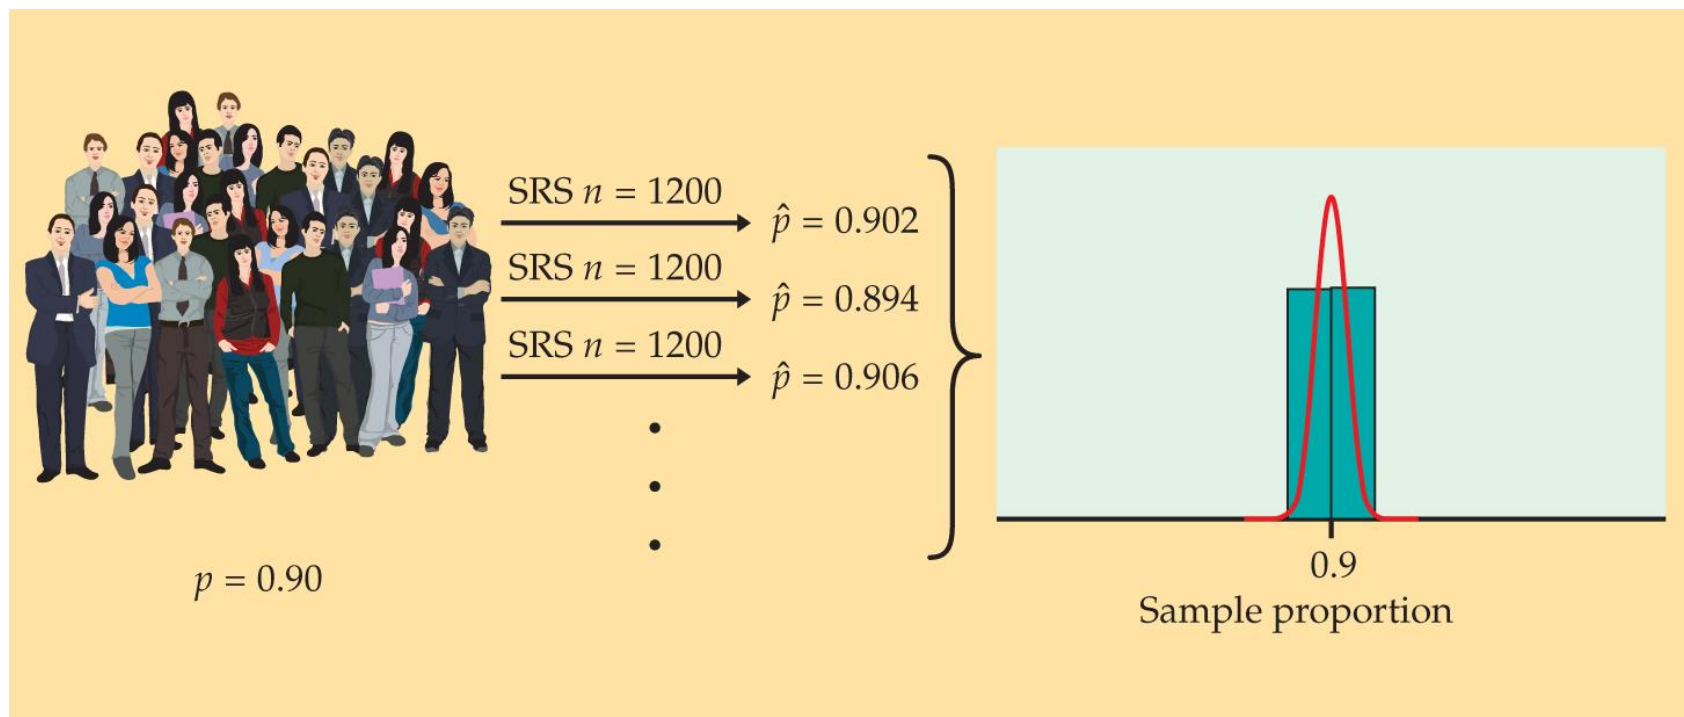 SRS n = 1200
p̂ = 0.902
SRS n = 1200
p̂ = 0.894
SRS n = 1200
p̂ = 0.906
p = 0.90
0.9
Sample proportion